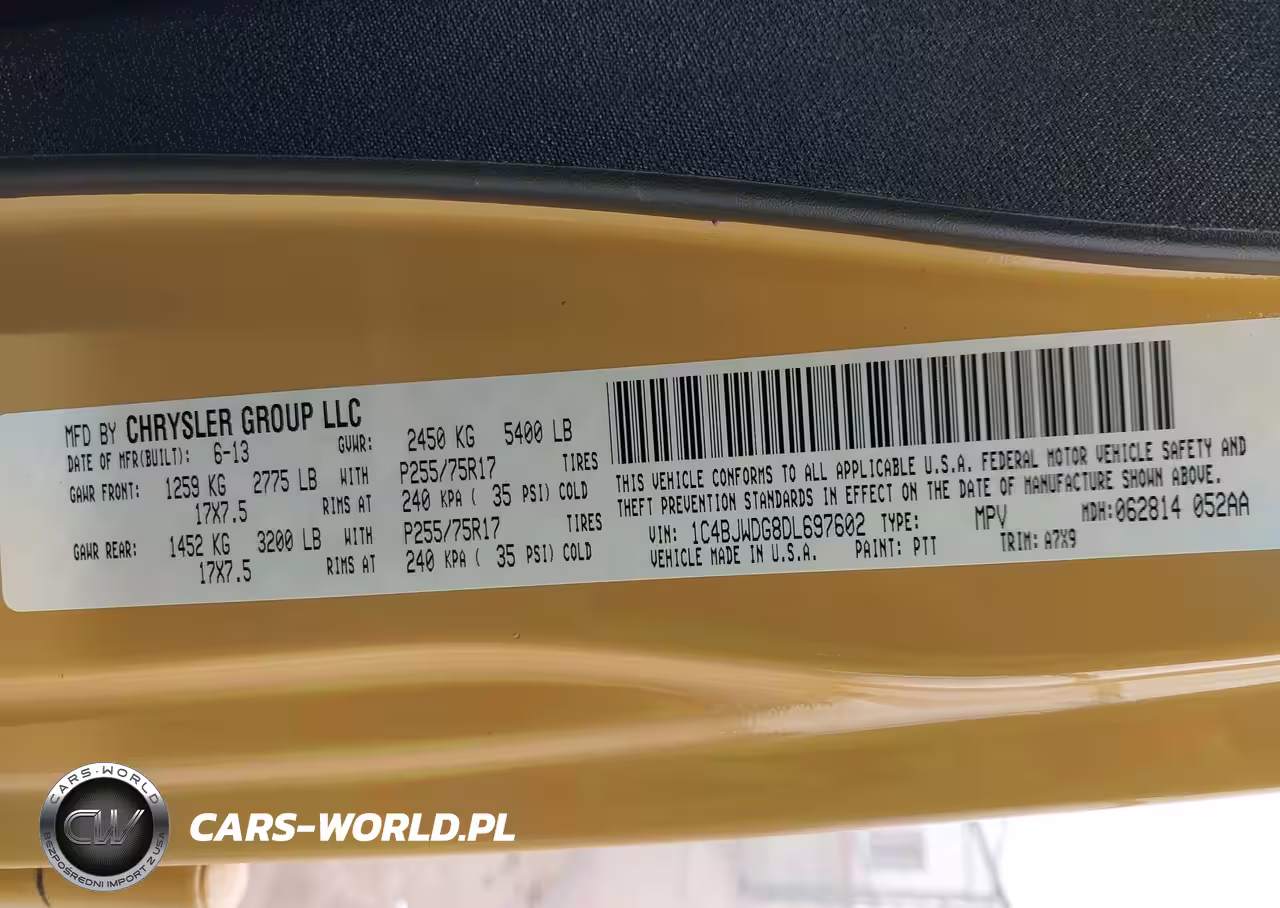 MFD BY CHRYSLER GROUP LLC
DATE OF MFR(BUILT): 6-13 GVWR: 2450 KG 5400 LB
GAWR FRONT: 1259 KG 2775 LB WITH P255/75R17 TIRES
17X7.5 RIMS AT 240 KPA ( 35 PSI) COLD
GAWR REAR: 1452 KG 3200 LB WITH P255/75R17 TIRES
17X7.5 RIMS AT 240 KPA ( 35 PSI) COLD
THIS VEHICLE CONFORMS TO ALL APPLICABLE U.S.A. FEDERAL MOTOR VEHICLE SAFETY AND
THEFT PREVENTION STANDARDS IN EFFECT ON THE DATE OF MANUFACTURE SHOWN ABOVE.
VIN: 1C4BJWDG8DL697602 TYPE: MPV MDH:062814 052AA
VEHICLE MADE IN U.S.A. PAINT: PTT TRIM: A7X9
CARS-WORLD
CW
BEZPOŚREDNI IMPORT Z USA
CARS-WORLD.PL